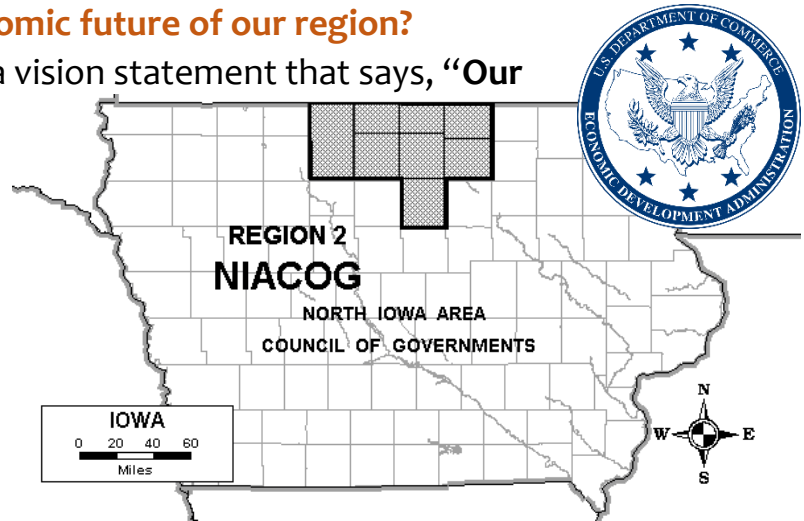 omic future of our region?
a vision statement that says, “Our
U.S. DEPARTMENT OF COMMERCE
ECONOMIC DEVELOPMENT ADMINISTRATION
REGION 2
NIACOG
NORTH IOWA AREA
COUNCIL OF GOVERNMENTS
IOWA
0 20 40 60
Miles
N
W E
S